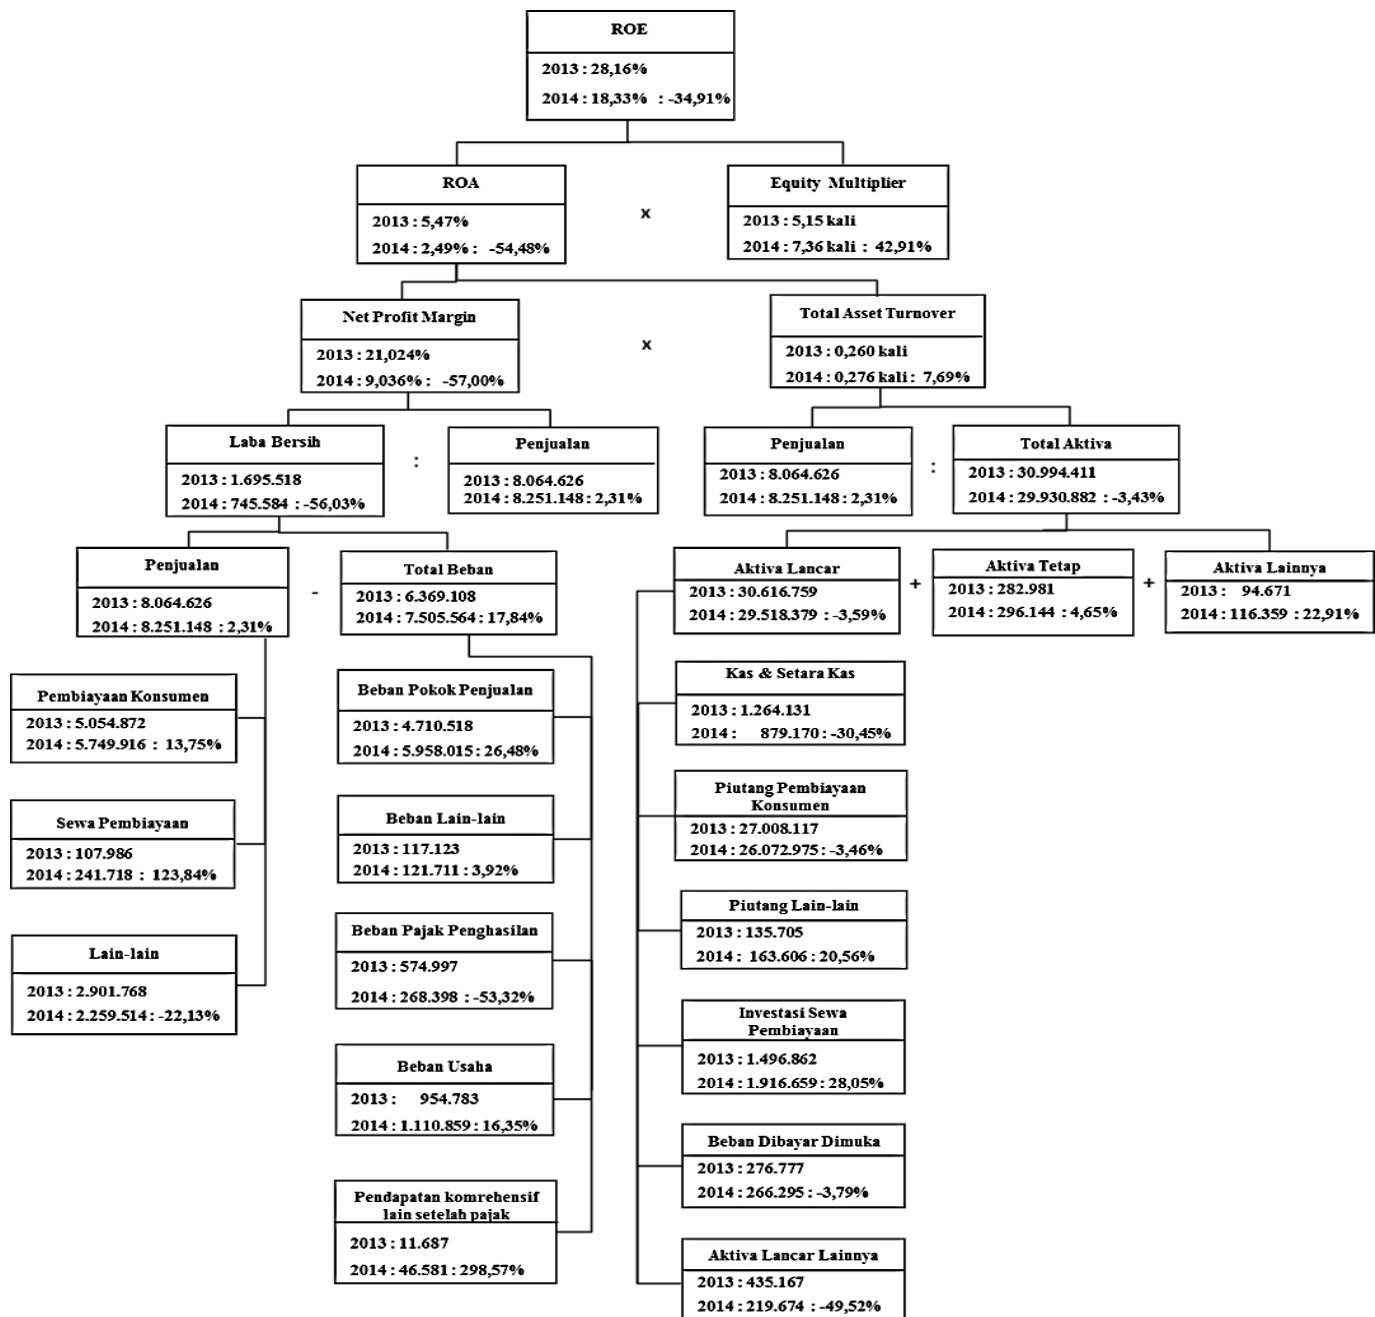 ROE
2013 : 28,16%
2014 : 18,33% : -34,91%
ROA
2013 : 5,47%
2014 : 2,49% : -54,48%
x
Equity Multiplier
2013 : 5,15 kali
2014 : 7,36 kali : 42,91%
Net Profit Margin
2013 : 21,024%
2014 : 9,036% : -57,00%
x
Total Asset Turnover
2013 : 0,260 kali
2014 : 0,276 kali : 7,69%
Laba Bersih
2013 : 1.695.518
2014 : 745.584 : -56,03%
:
Penjualan
2013 : 8.064.626
2014 : 8.251.148 : 2,31%
Penjualan
2013 : 8.064.626
2014 : 8.251.148 : 2,31%
:
Total Aktiva
2013 : 30.994.411
2014 : 29.930.882 : -3,43%
Penjualan
2013 : 8.064.626
2014 : 8.251.148 : 2,31%
-
Total Beban
2013 : 6.369.108
2014 : 7.505.564 : 17,84%
Aktiva Lancar
2013 : 30.616.759
2014 : 29.518.379 : -3,59%
+
Aktiva Tetap
2013 : 282.981
2014 : 296.144 : 4,65%
+
Aktiva Lainnya
2013 : 94.671
2014 : 116.359 : 22,91%
Pembiayaan Konsumen
2013 : 5.054.872
2014 : 5.749.916 : 13,75%
Sewa Pembiayaan
2013 : 107.986
2014 : 241.718 : 123,84%
Lain-lain
2013 : 2.901.768
2014 : 2.259.514 : -22,13%
Beban Pokok Penjualan
2013 : 4.710.518
2014 : 5.958.015 : 26,48%
Beban Lain-lain
2013 : 117.123
2014 : 121.711 : 3,92%
Beban Pajak Penghasilan
2013 : 574.997
2014 : 268.398 : -53,32%
Beban Usaha
2013 : 954.783
2014 : 1.110.859 : 16,35%
Pendapatan komrehensif
lain setelah pajak
2013 : 11.687
2014 : 46.581 : 298,57%
Kas & Setara Kas
2013 : 1.264.131
2014 : 879.170 : -30,45%
Piutang Pembiayaan
Konsumen
2013 : 27.008.117
2014 : 26.072.975 : -3,46%
Piutang Lain-lain
2013 : 135.705
2014 : 163.606 : 20,56%
Investasi Sewa
Pembiayaan
2013 : 1.496.862
2014 : 1.916.659 : 28,05%
Beban Dibayar Dimuka
2013 : 276.777
2014 : 266.295 : -3,79%
Aktiva Lancar Lainnya
2013 : 435.167
2014 : 219.674 : -49,52%